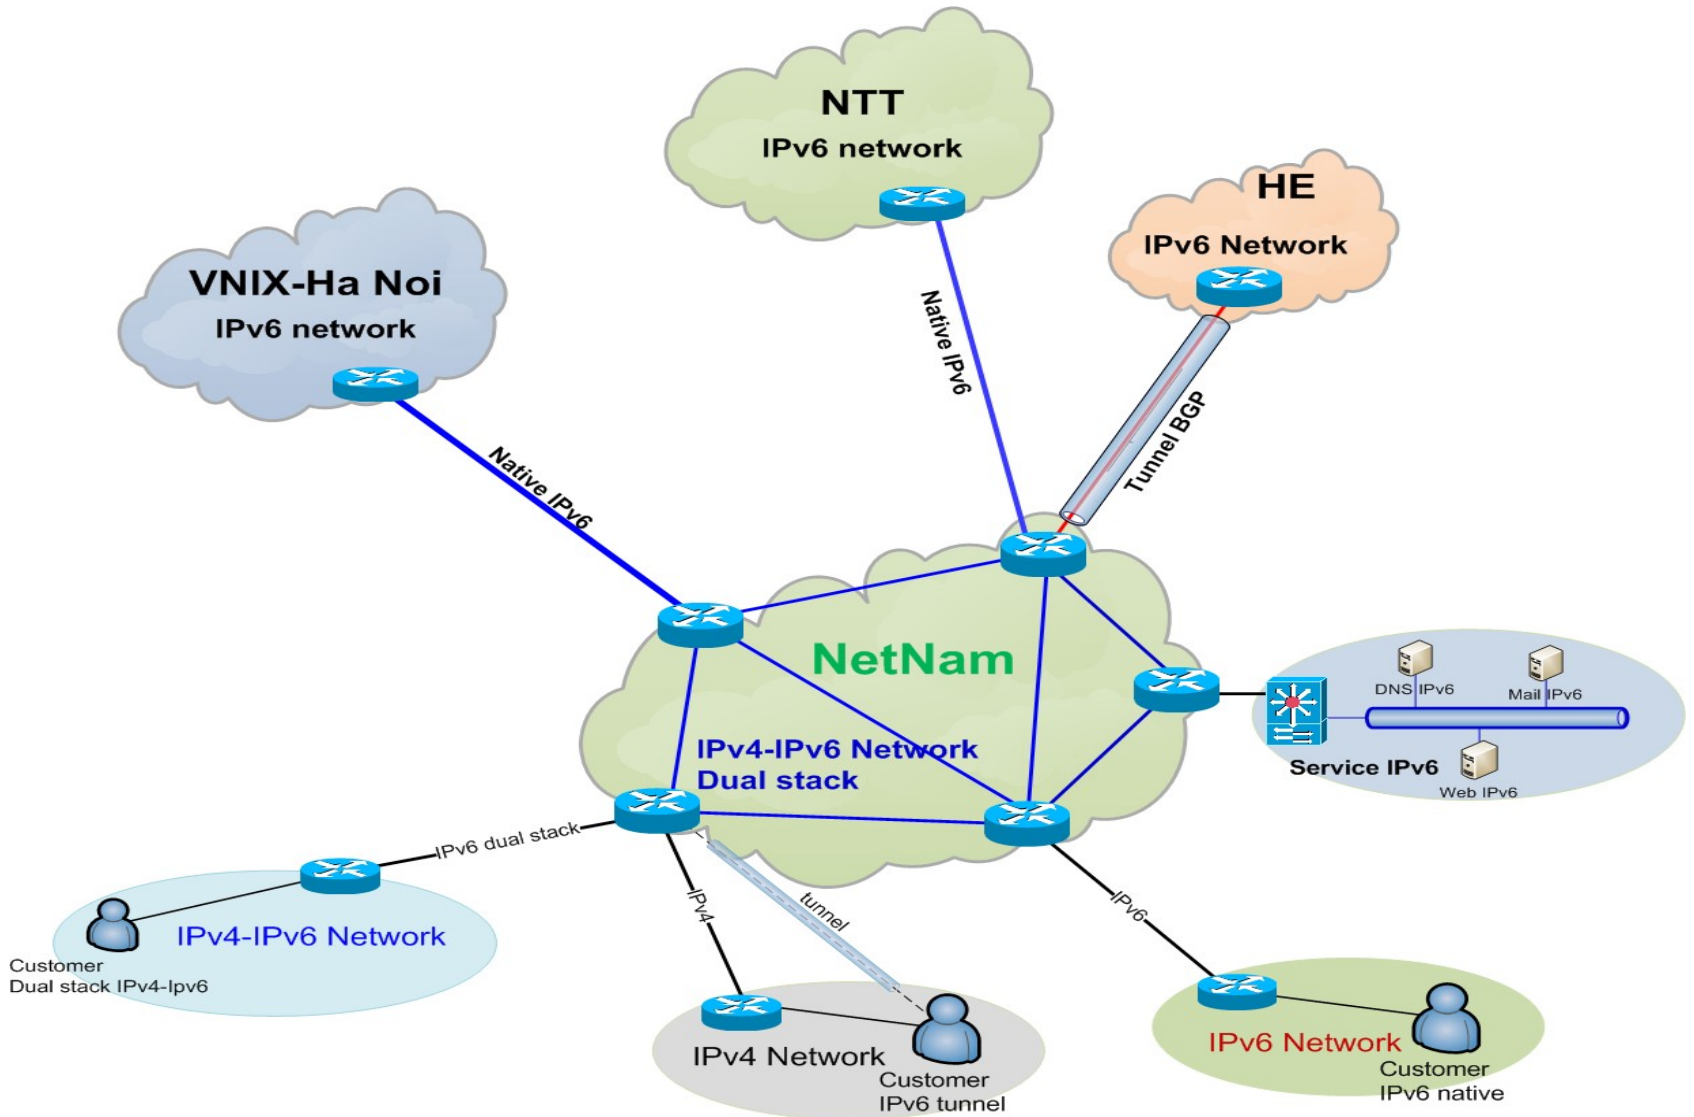 NTT
IPv6 network
HE
IPv6 Network
VNIX-Ha Noi
IPv6 network
Native IPv6
Native IPv6
Tunnel BGP
NetNam
IPv4-IPv6 Network
Dual stack
DNS IPv6
Mail IPv6
Service IPv6
Web IPv6
IPv6 dual stack
IPv4
tunnel
IPv6
IPv4-IPv6 Network
Customer
Dual stack IPv4-Ipv6
IPv4 Network
Customer
IPv6 tunnel
IPv6 Network
Customer
IPv6 native